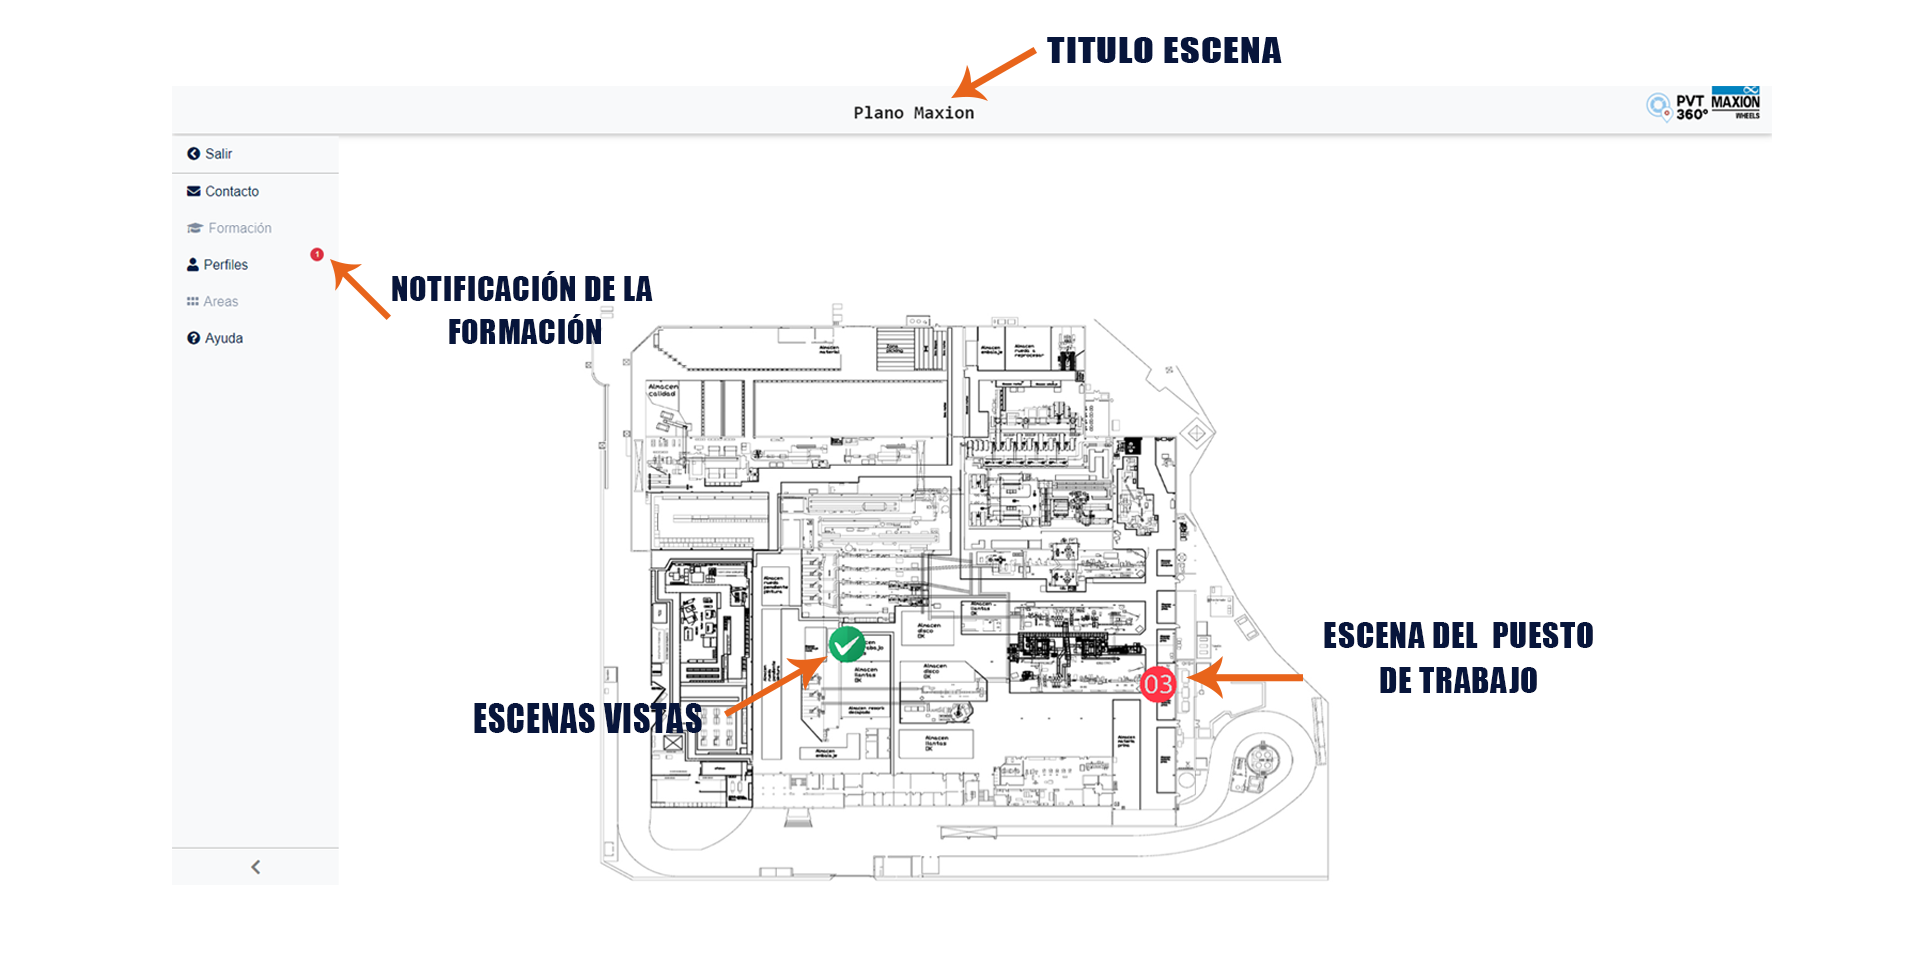 TITULO ESCENA
Plano Maxion
PVT
360°
MAXION
WHEELS
Salir
Contacto
Formación
1
Perfiles
Areas
Ayuda
NOTIFICACIÓN DE LA
FORMACIÓN
Almacen
material
Zona
picking
Almacen
embalaje
Almacen
rueda a
reprocesar
Almacen
calidad
Almacen
rueda
pendiente
pintura
Almacen
disco
OK
Almacen
llantas
OK
Almacen
llantas
OK
Almacen
disco
OK
Almacen
embalaje
Almacen
llantas
OK
Almacen
materia
prima
03
ESCENA DEL PUESTO
DE TRABAJO
ESCENAS VISTAS